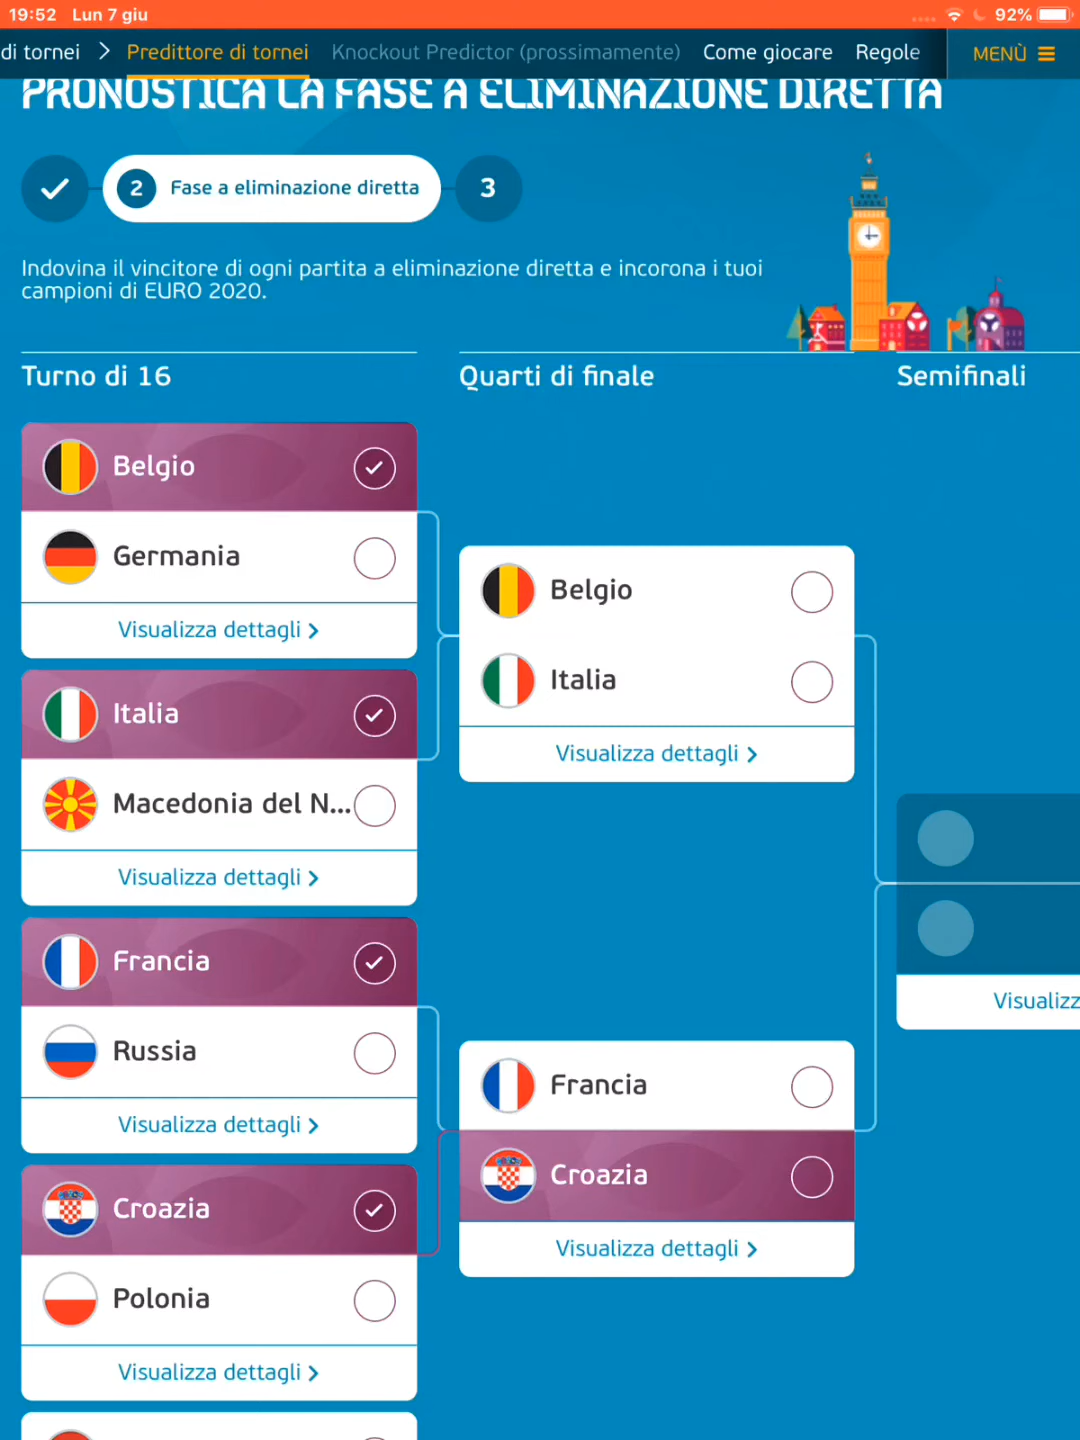 19:52 Lun 7 giu 92%
di tornei Predittore di tornei Knockout Predictor (prossimamente) Come giocare Regole MENÙ
PRONOSTICA LA FASE A ELIMINAZIONE DIRETTA
2 Fase a eliminazione diretta 3
Indovina il vincitore di ogni partita a eliminazione diretta e incorona i tuoi
campioni di EURO 2020.
Turno di 16
Quarti di finale
Semifinali
Belgio
Germania
Visualizza dettagli
Italia
Macedonia del N...
Visualizza dettagli
Francia
Russia
Visualizza dettagli
Croazia
Polonia
Visualizza dettagli
Belgio
Italia
Visualizza dettagli
Francia
Croazia
Visualizza dettagli
Visualizz